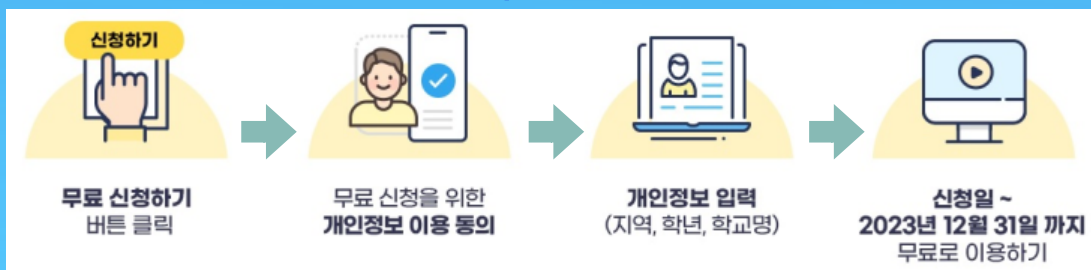 신청하기
무료 신청하기
버튼 클릭
무료 신청을 위한
개인정보 이용 동의
개인정보 입력
(지역, 학년, 학교명)
신청일 ~
2023년 12월 31일 까지
무료로 이용하기